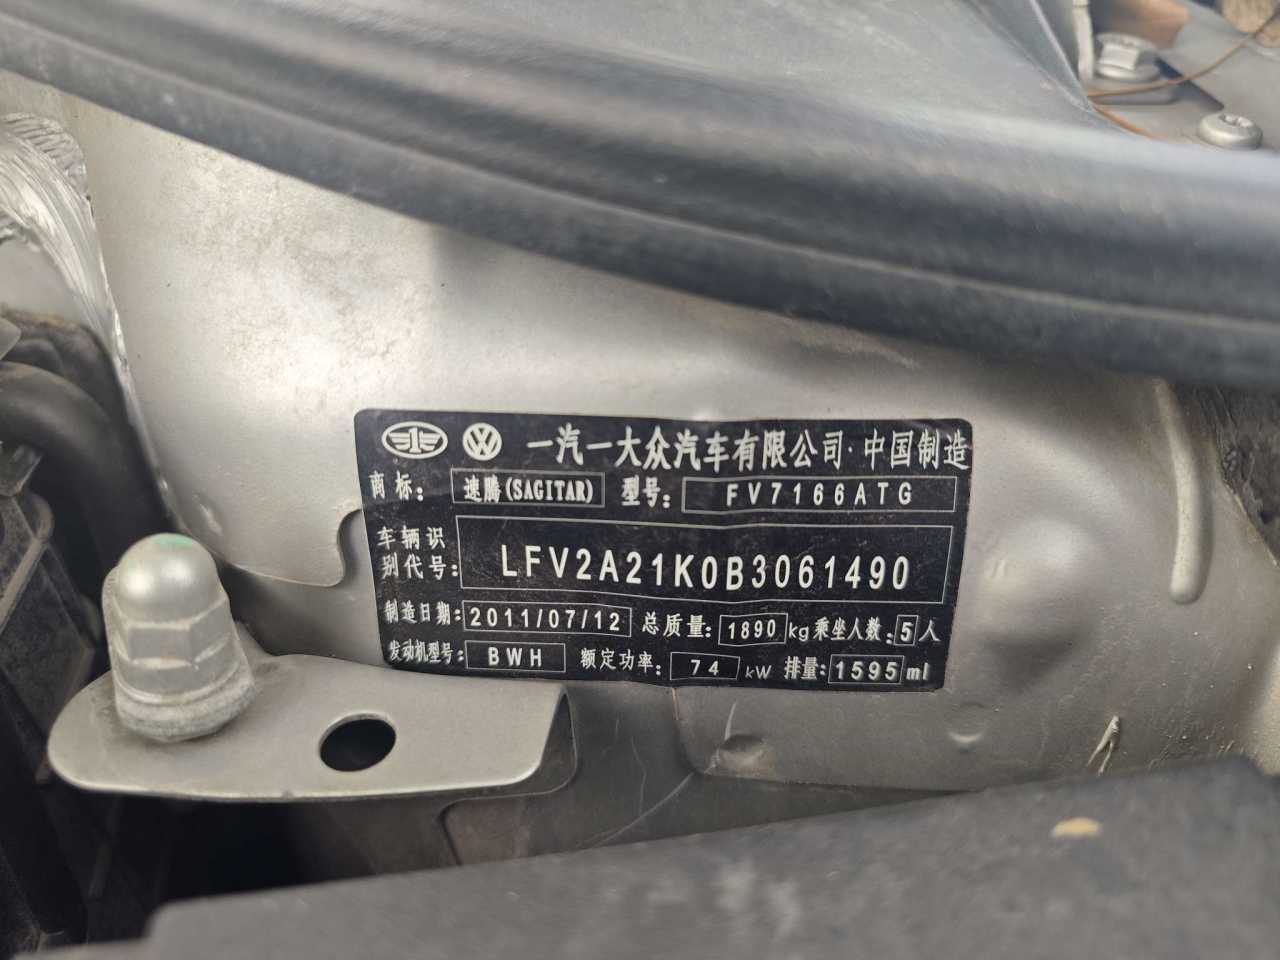 一汽一大众汽车有限公司·中国制造
商标: 速腾(SAGITAR) 型号: FV7166ATG
车辆识别代号: LFV2A21K0B3061490
制造日期: 2011/07/12 总质量: 1890 kg 乘坐人数: 5 人
发动机型号: BWH 额定功率: 74 kW 排量: 1595 ml